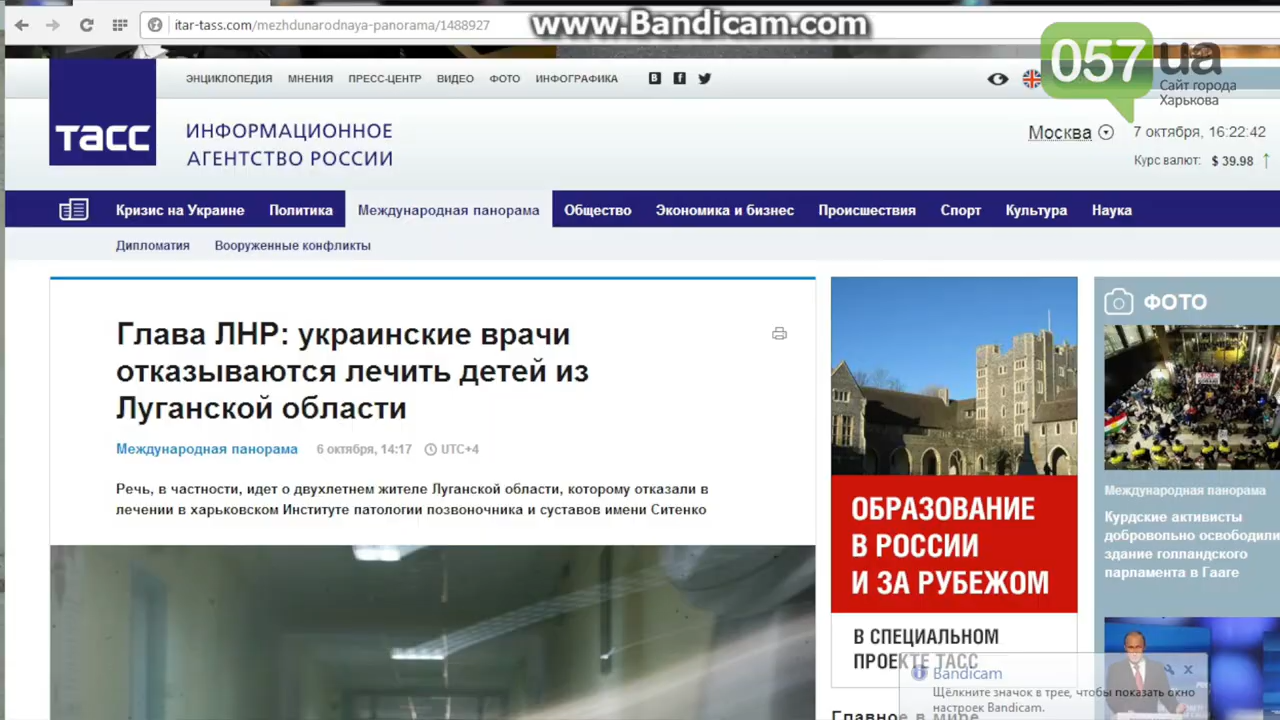 itar-tass.com/mezhdunarodnaya-panorama/1488927
www.Bandicam.com
057 ua
Сайт города
Харькова
ЭНЦИКЛОПЕДИЯ МНЕНИЯ ПРЕСС-ЦЕНТР ВИДЕО ФОТО ИНФОГРАФИКА
ТАСС
ИНФОРМАЦИОННОЕ
АГЕНТСТВО РОССИИ
Москва 7 октября, 16:22:42
Курс валют: $ 39.98 ↑
Кризис на Украине Политика Международная панорама Общество Экономика и бизнес Происшествия Спорт Культура Наука
Дипломатия Вооруженные конфликты
Глава ЛНР: украинские врачи
отказываются лечить детей из
Луганской области
Международная панорама 6 октября, 14:17 UTC+4
Речь, в частности, идет о двухлетнем жителе Луганской области, которому отказали в
лечении в харьковском Институте патологии позвоночника и суставов имени Ситенко
ОБРАЗОВАНИЕ
В РОССИИ
И ЗА РУБЕЖОМ
В СПЕЦИАЛЬНОМ
ПРОЕКТЕ ТАСС
Главное в мире
ФОТО
Международная панорама
Курдские активисты
добровольно освободили
здание голландского
парламента в Гааге
Bandicam
Щёлкните значок в трее, чтобы показать окно
настроек Bandicam.